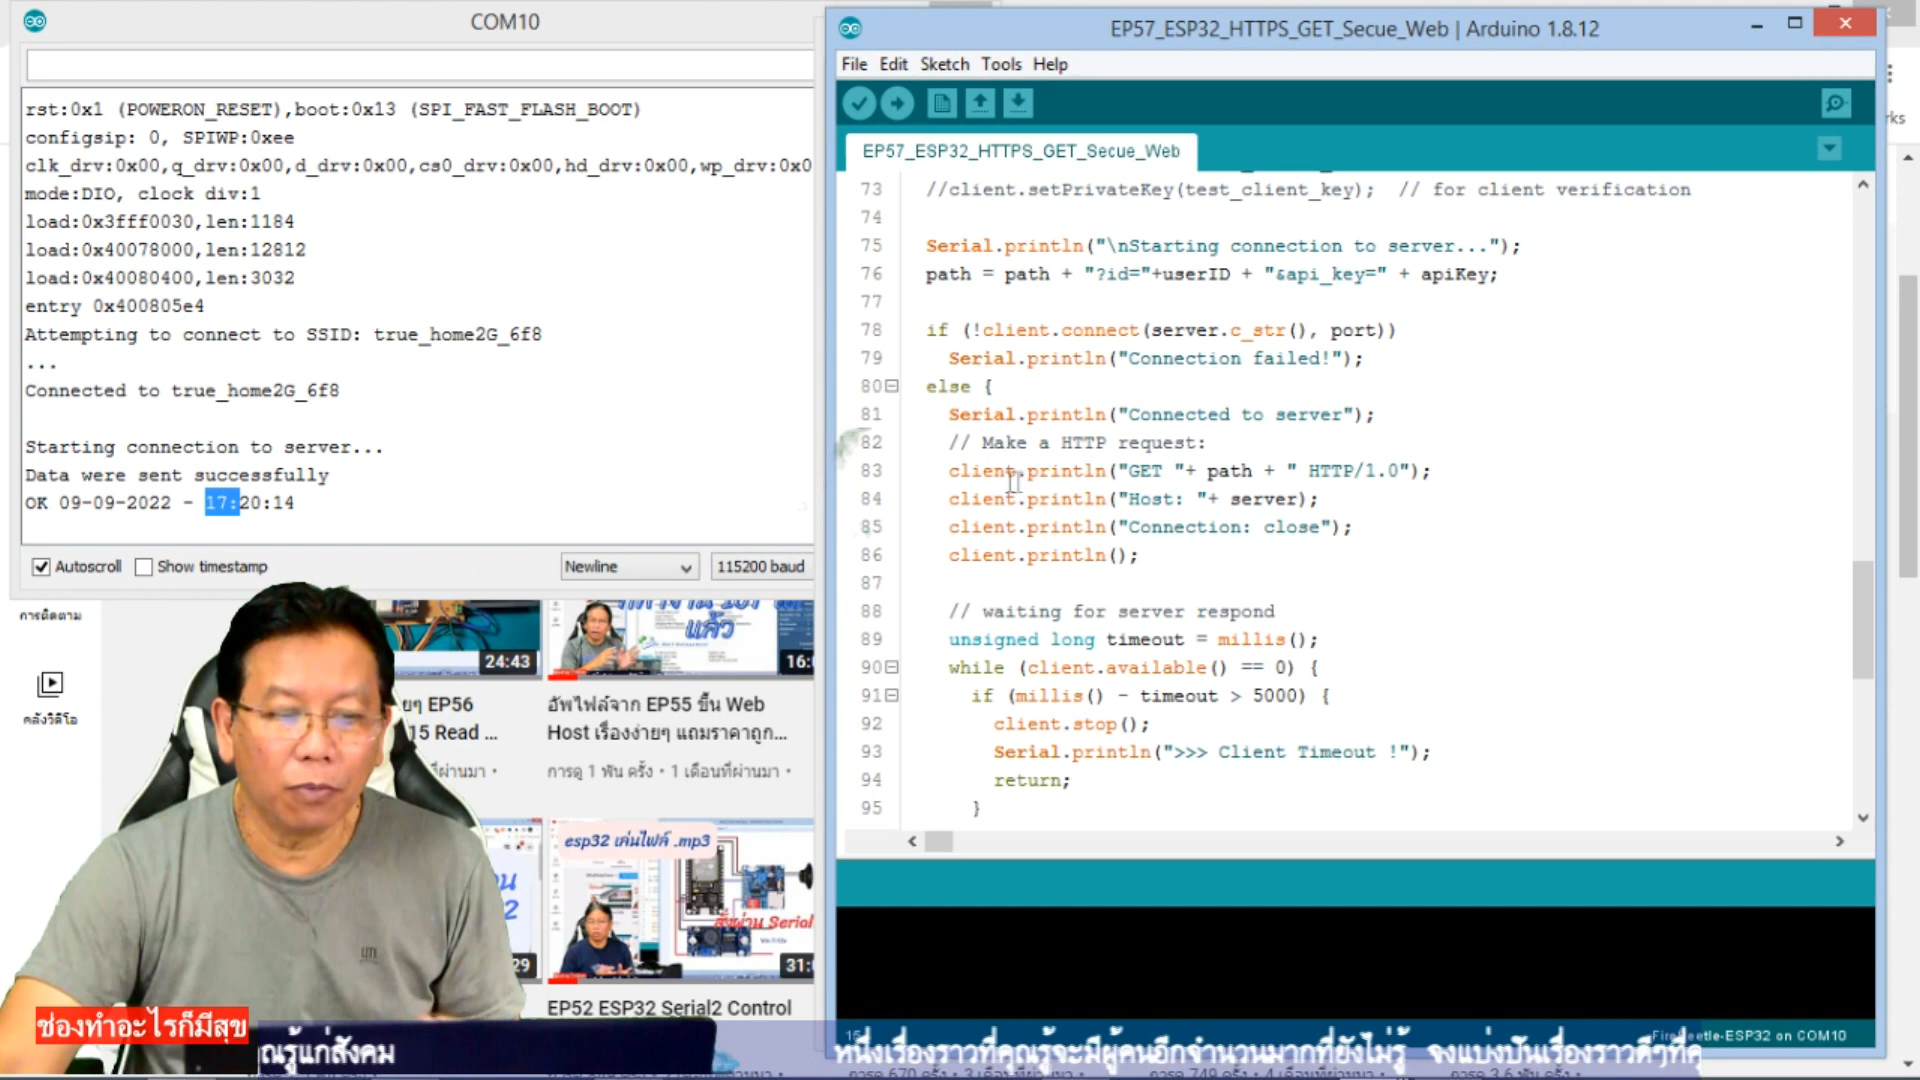 COM10
rst:0x1 (POWERON_RESET),boot:0x13 (SPI_FAST_FLASH_BOOT)
configsip: 0, SPIWP:0xee
clk_drv:0x00,q_drv:0x00,d_drv:0x00,cs0_drv:0x00,hd_drv:0x00,wp_drv:0x0
mode:DIO, clock div:1
load:0x3fff0030,len:1184
load:0x40078000,len:12812
load:0x40080400,len:3032
entry 0x400805e4
Attempting to connect to SSID: true_home2G_6f8
...
Connected to true_home2G_6f8
Starting connection to server...
Data were sent successfully
OK 09-09-2022 - 17:20:14
Autoscroll Show timestamp Newline 115200 baud
EP57_ESP32_HTTPS_GET_Secue_Web | Arduino 1.8.12
File Edit Sketch Tools Help
EP57_ESP32_HTTPS_GET_Secue_Web
73 //client.setPrivateKey(test_client_key); // for client verification
74
75 Serial.println("\nStarting connection to server...");
76 path = path + "?id="+userID + "&api_key=" + apiKey;
77
78 if (!client.connect(server.c_str(), port))
79 Serial.println("Connection failed!");
80 else {
81 Serial.println("Connected to server");
82 // Make a HTTP request:
83 client.println("GET "+ path + " HTTP/1.0");
84 client.println("Host: "+ server);
85 client.println("Connection: close");
86 client.println();
87
88 // waiting for server respond
89 unsigned long timeout = millis();
90 while (client.available() == 0) {
91 if (millis() - timeout > 5000) {
92 client.stop();
93 Serial.println(">>> Client Timeout !");
94 return;
95 }
rks
การติดตาม
คลังวิดีโอ
24:43
แล้ว
ยๆ EP56
15 Read ...
ที่ผ่านมา •
อัพไฟล์จาก EP55 ขึ้น Web
Host เรื่องง่ายๆ แถมราคาถูก...
การดู 1 พัน ครั้ง • 1 เดือนที่ผ่านมา •
esp32 เล่นไฟล์ .mp3
สั่งผ่าน Serial
29
EP52 ESP32 Serial2 Control
ช่องทำอะไรก็มีสุข
ณรู้แก่สังคม
หนึ่งเรื่องราวที่คุณรู้จะมีผู้คนอีกจำนวนมากที่ยังไม่รู้ จงแบ่งปันเรื่องราวดีๆที่คุ
etle-ESP32 on COM10
การดู 670 ครั้ง • 3 เดือนที่ผ่านมา •
การดู 749 ครั้ง • 4 เดือนที่ผ่านมา •
การดู 3.6 พัน ครั้ง •